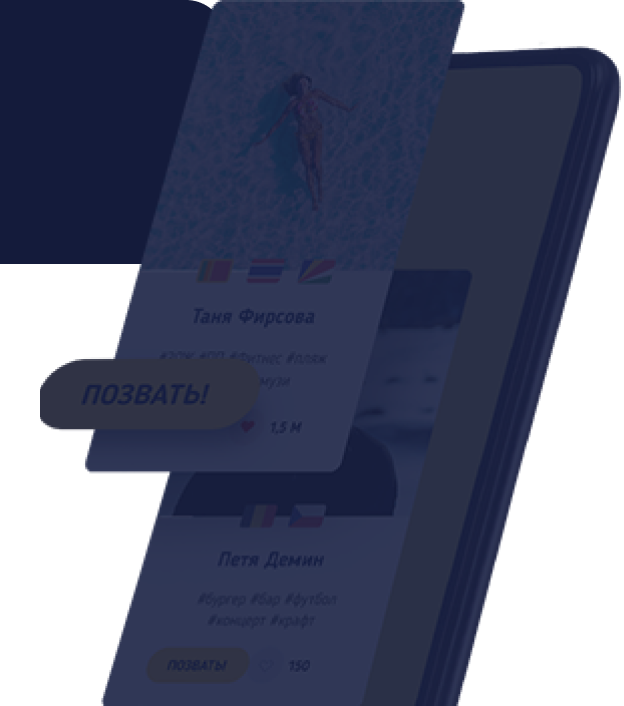 Таня Фирсова
#ЗОЖ #ПП #Фитнес #пляж
музи
ПОЗВАТЬ!
1,5 М
Петя Демин
#бургер #бар #футбол
#концерт #крафт
ПОЗВАТЬ!
150